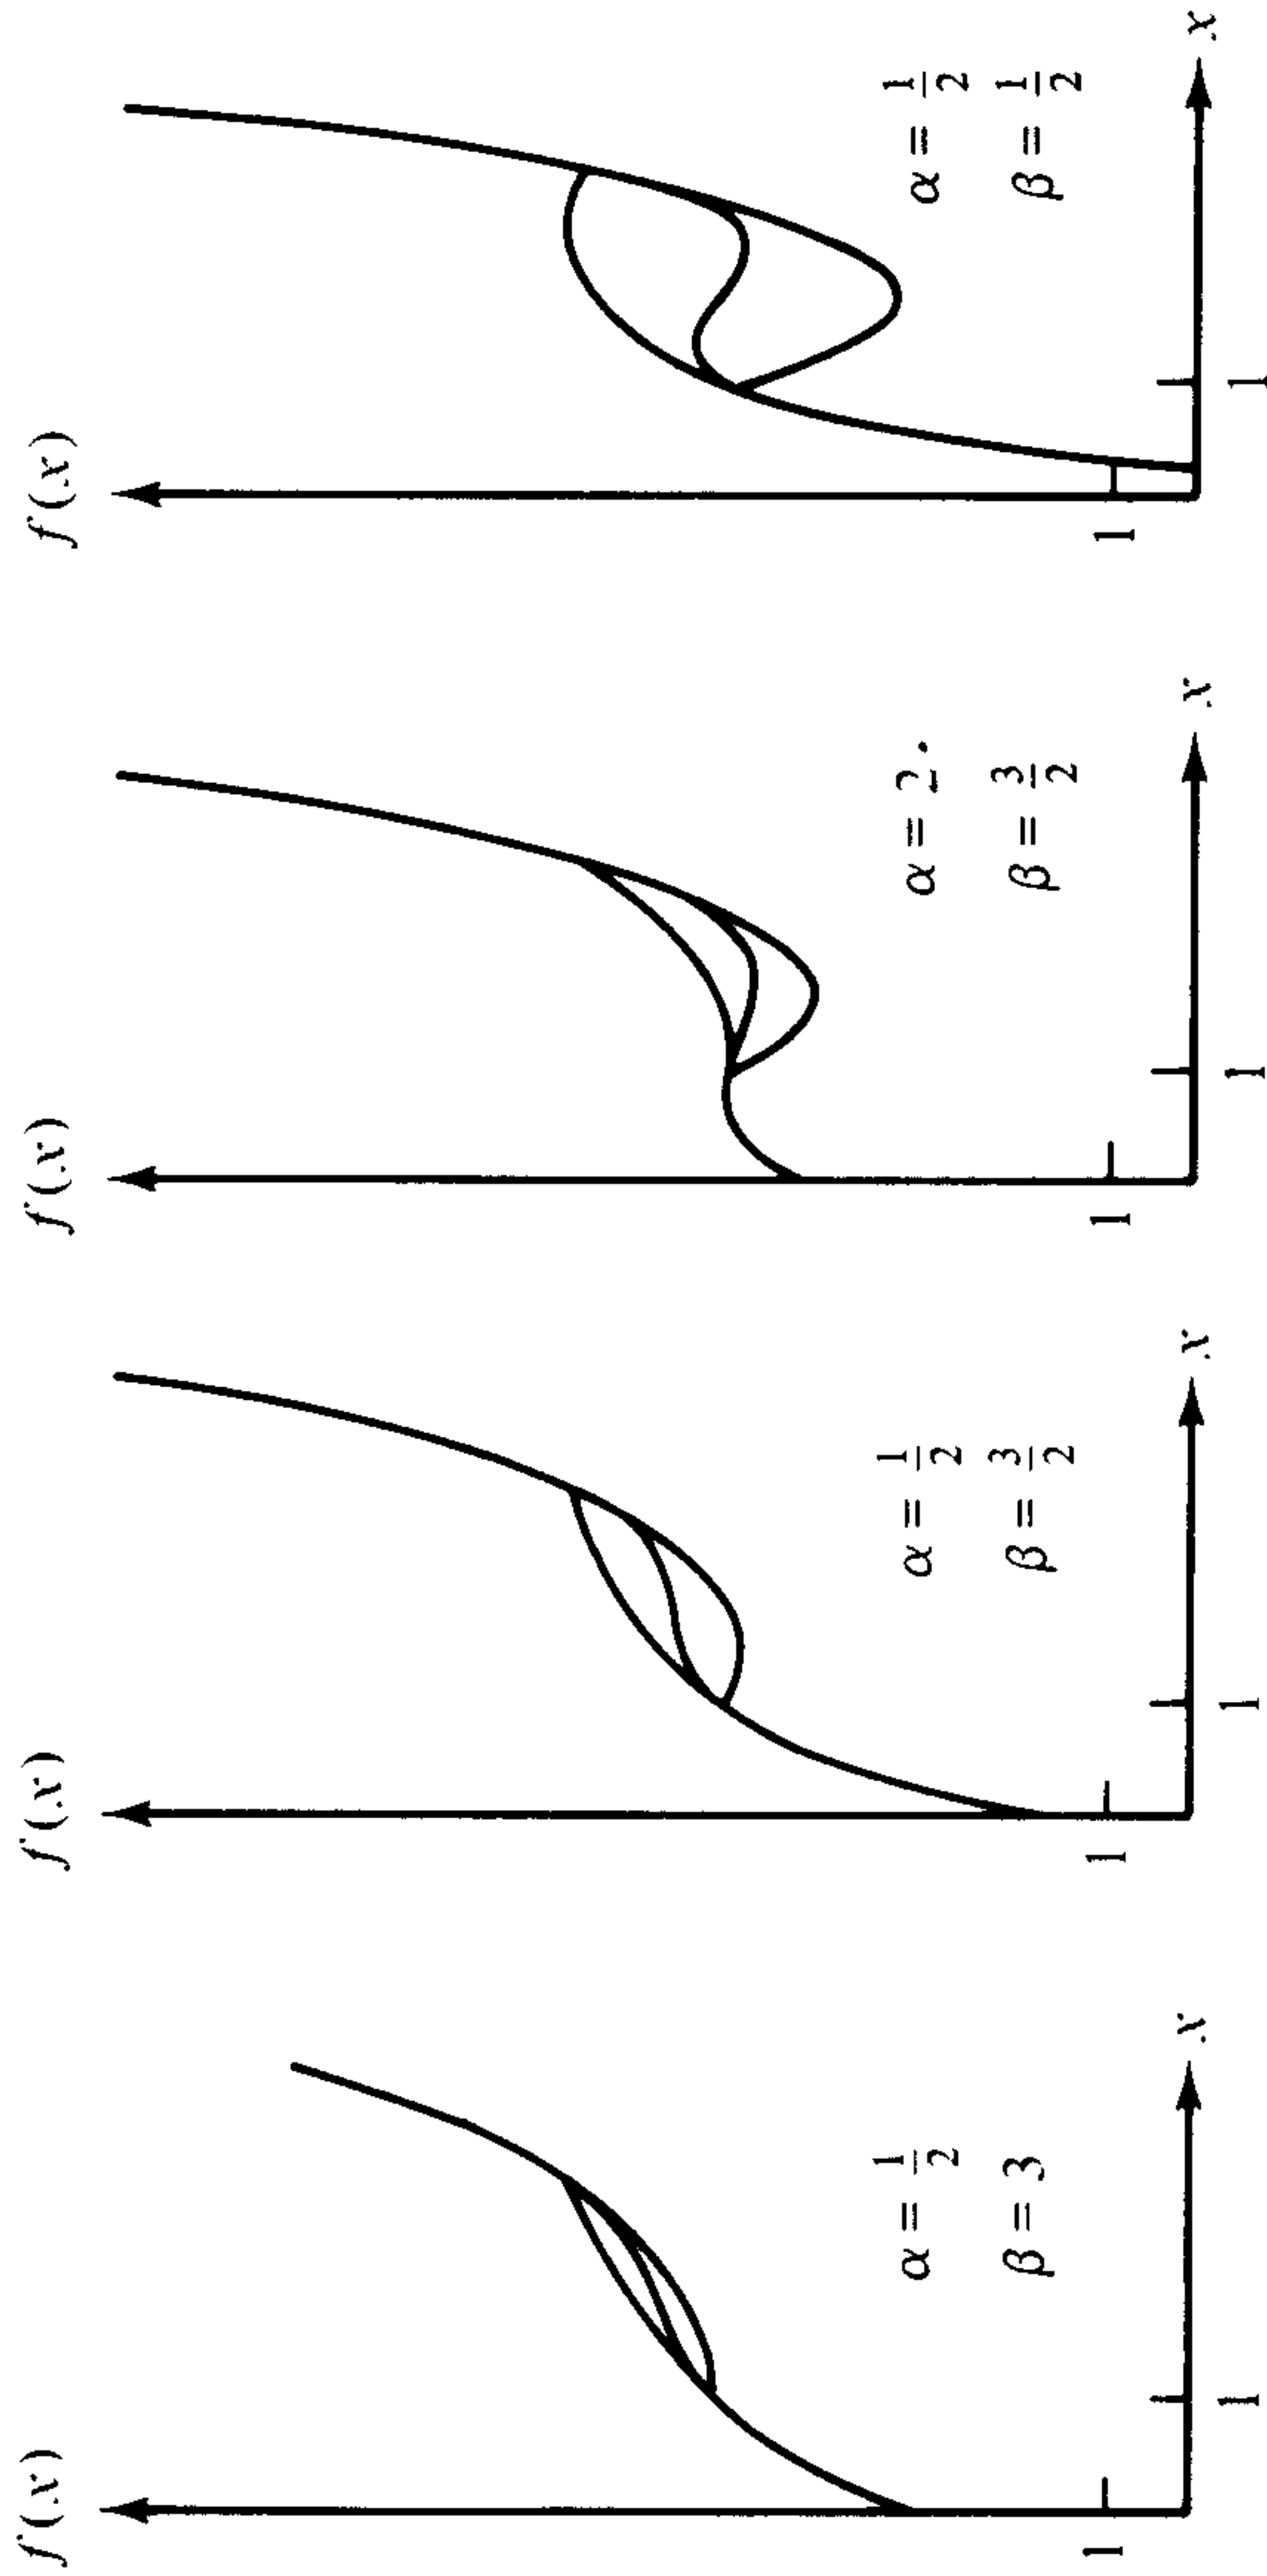 f(x)
α = 1/2
β = 3
1
x
1
f(x)
α = 1/2
β = 3/2
1
x
1
f(x)
α = 2.
β = 3/2
1
x
1
f(x)
α = 1/2
β = 1/2
1
x
1